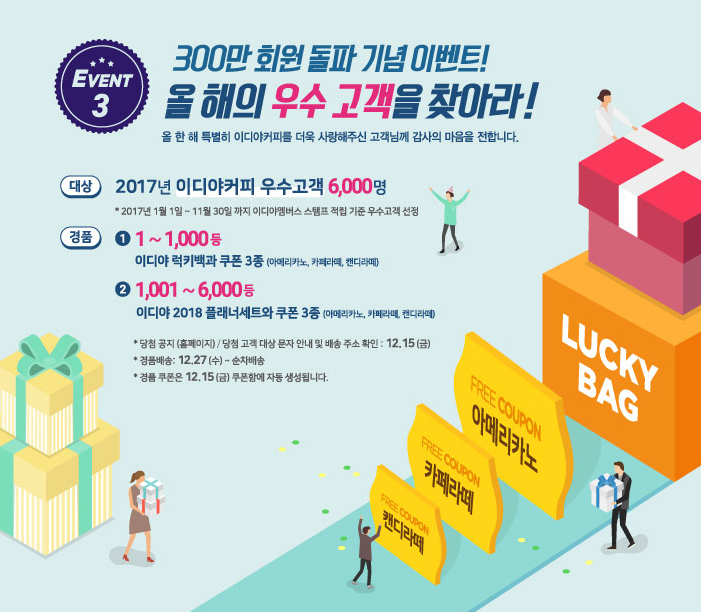 EVENT
3
300만 회원 돌파 기념 이벤트!
올 해의 우수 고객을 찾아라!
올 한 해 특별히 이디야커피를 더욱 사랑해주신 고객님께 감사의 마음을 전합니다.
대상 2017년 이디야커피 우수고객 6,000명
* 2017년 1월 1일 ~ 11월 30일 까지 이디야멤버스 스탬프 적립 기준 우수고객 선정
경품 1 1 ~ 1,000 등
이디야 럭키백과 쿠폰 3종 (아메리카노, 카페라떼, 캔디라떼)
2 1,001 ~ 6,000 등
이디야 2018 플래너세트와 쿠폰 3종 (아메리카노, 카페라떼, 캔디라떼)
* 당첨 공지 (홈페이지) / 당첨 고객 대상 문자 안내 및 배송 주소 확인 : 12.15 (금)
* 경품배송: 12.27 (수) ~ 순차배송
* 경품 쿠폰은 12.15 (금) 쿠폰함에 자동 생성됩니다.
LUCKY
BAG
FREE COUPON
아메리카노
FREE COUPON
카페라떼
FREE COUPON
캔디라떼